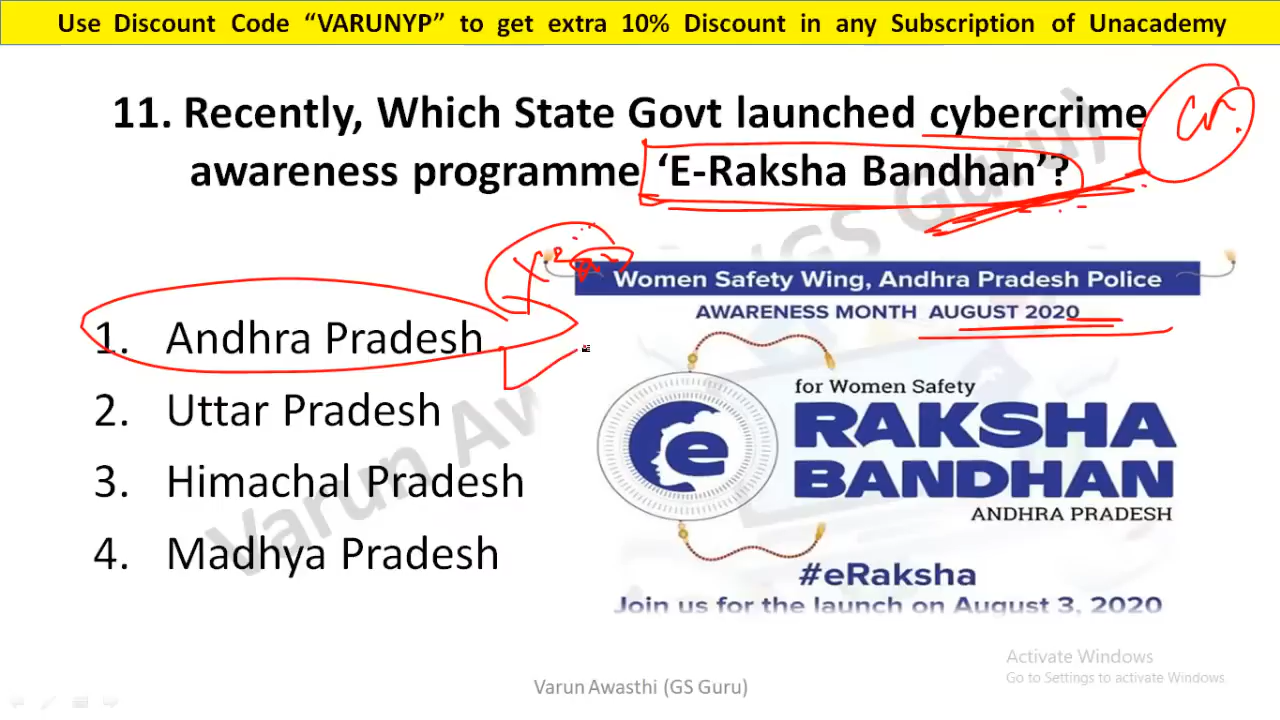 Use Discount Code “VARUNYP” to get extra 10% Discount in any Subscription of Unacademy
11. Recently, Which State Govt launched cybercrime
awareness programme ‘E-Raksha Bandhan’?
1. Andhra Pradesh
2. Uttar Pradesh
3. Himachal Pradesh
4. Madhya Pradesh
Women Safety Wing, Andhra Pradesh Police
AWARENESS MONTH AUGUST 2020
for Women Safety
e
RAKSHA
BANDHAN
ANDHRA PRADESH
#eRaksha
Join us for the launch on August 3, 2020
Varun Aw
(GS Guru)
Activate Windows
Go to Settings to activate Windows.
Varun Awasthi (GS Guru)